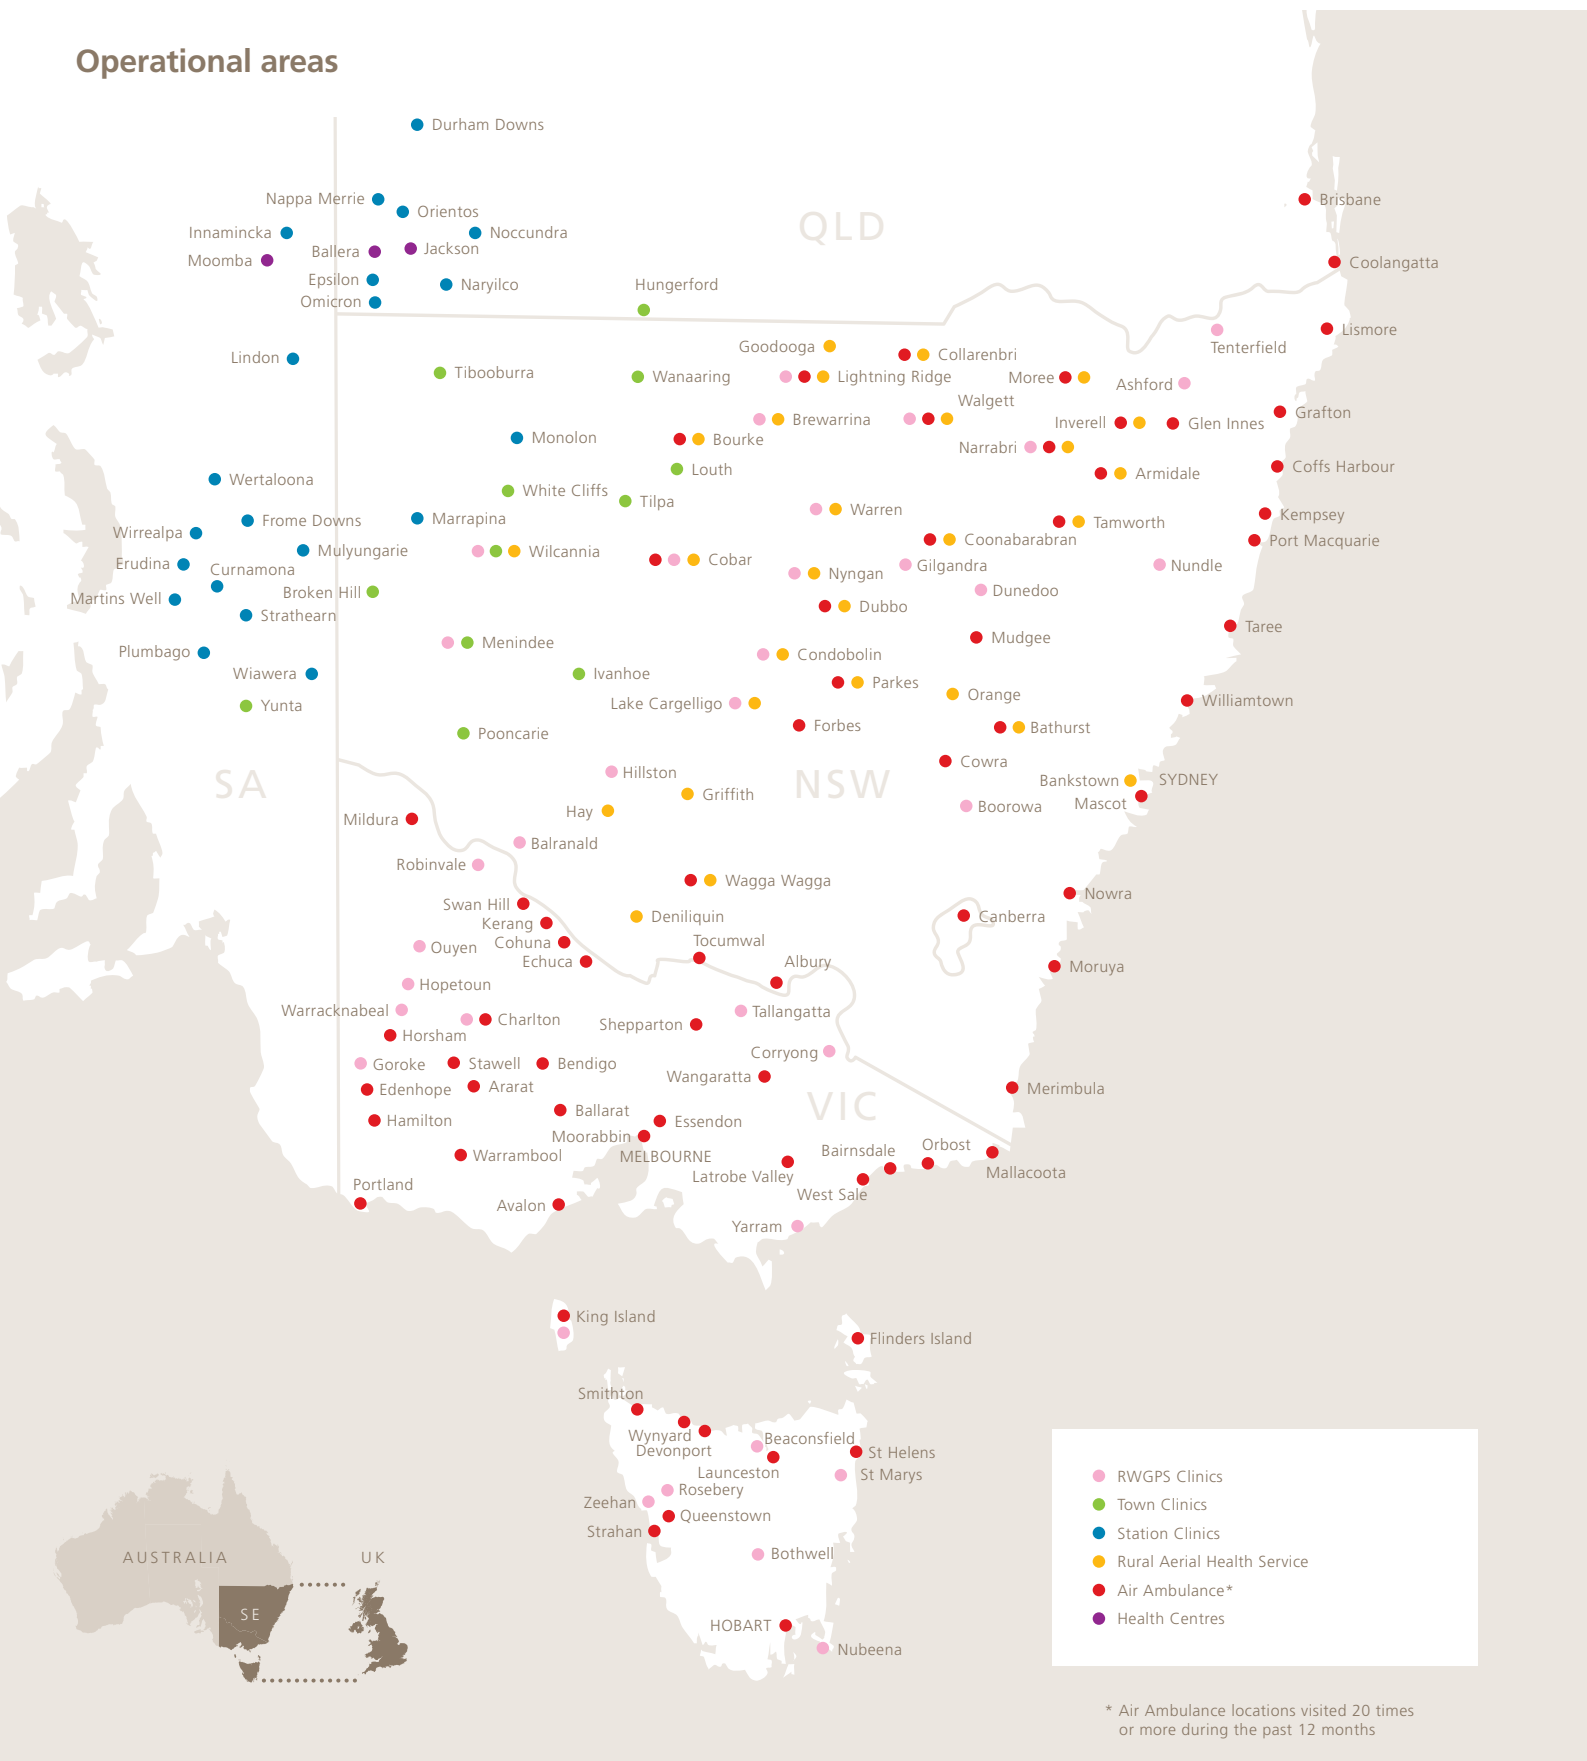 Operational areas
Durham Downs
Nappa Merrie
Brisbane
Orientos
QLD
Innamincka
Noccundra
Ballera
Jackson
Moomba
Coolangatta
Epsilon
Naryilco
Hungerford
Omicron
Lismore
Tenterfield
Goodooga
Collarenbri
Lindon
Tibooburra
Wanaaring
Lightning Ridge
Moree
Ashford
Walgett
Grafton
Brewarrina
Inverell
Glen Innes
Monolon
Bourke
Narrabri
Louth
Coffs Harbour
Armidale
Wertaloona
White Cliffs
Tilpa
Warren
Kempsey
Frome Downs
Marrapina
Tamworth
Wirrealpa
Coonabarabran
Port Macquarie
Mulyungarie
Wilcannia
Cobar
Erudina
Curnamona
Nyngan
Gilgandra
Nundle
Broken Hill
Dunedoo
Martins Well
Strathearn
Dubbo
Taree
Mudgee
Menindee
Plumbago
Condobolin
Wiawera
Ivanhoe
Parkes
Orange
Yunta
Lake Cargelligo
Williamtown
Pooncarie
Forbes
Bathurst
Cowra
SA
Hillston
NSW
Bankstown
SYDNEY
Griffith
Mascot
Hay
Boorowa
Mildura
Balranald
Robinvale
Wagga Wagga
Nowra
Swan Hill
Deniliquin
Canberra
Kerang
Ouyen
Cohuna
Tocumwal
Echuca
Albury
Moruya
Hopetoun
Warracknabeal
Tallangatta
Charlton
Shepparton
Horsham
Corryong
Goroke
Stawell
Bendigo
Wangaratta
Edenhope
Ararat
Merimbula
VIC
Ballarat
Hamilton
Essendon
Moorabbin
Orbost
Bairnsdale
Warrambool
MELBOURNE
Mallacoota
Latrobe Valley
Portland
West Sale
Avalon
Yarram
King Island
Flinders Island
Smithton
Wynyard
Beaconsfield
Devonport
St Helens
Launceston
St Marys
Rosebery
Zeehan
Queenstown
Strahan
Bothwell
HOBART
Nubeena
AUSTRALIA
UK
SE
RWGPS Clinics
Town Clinics
Station Clinics
Rural Aerial Health Service
Air Ambulance*
Health Centres
* Air Ambulance locations visited 20 times
or more during the past 12 months